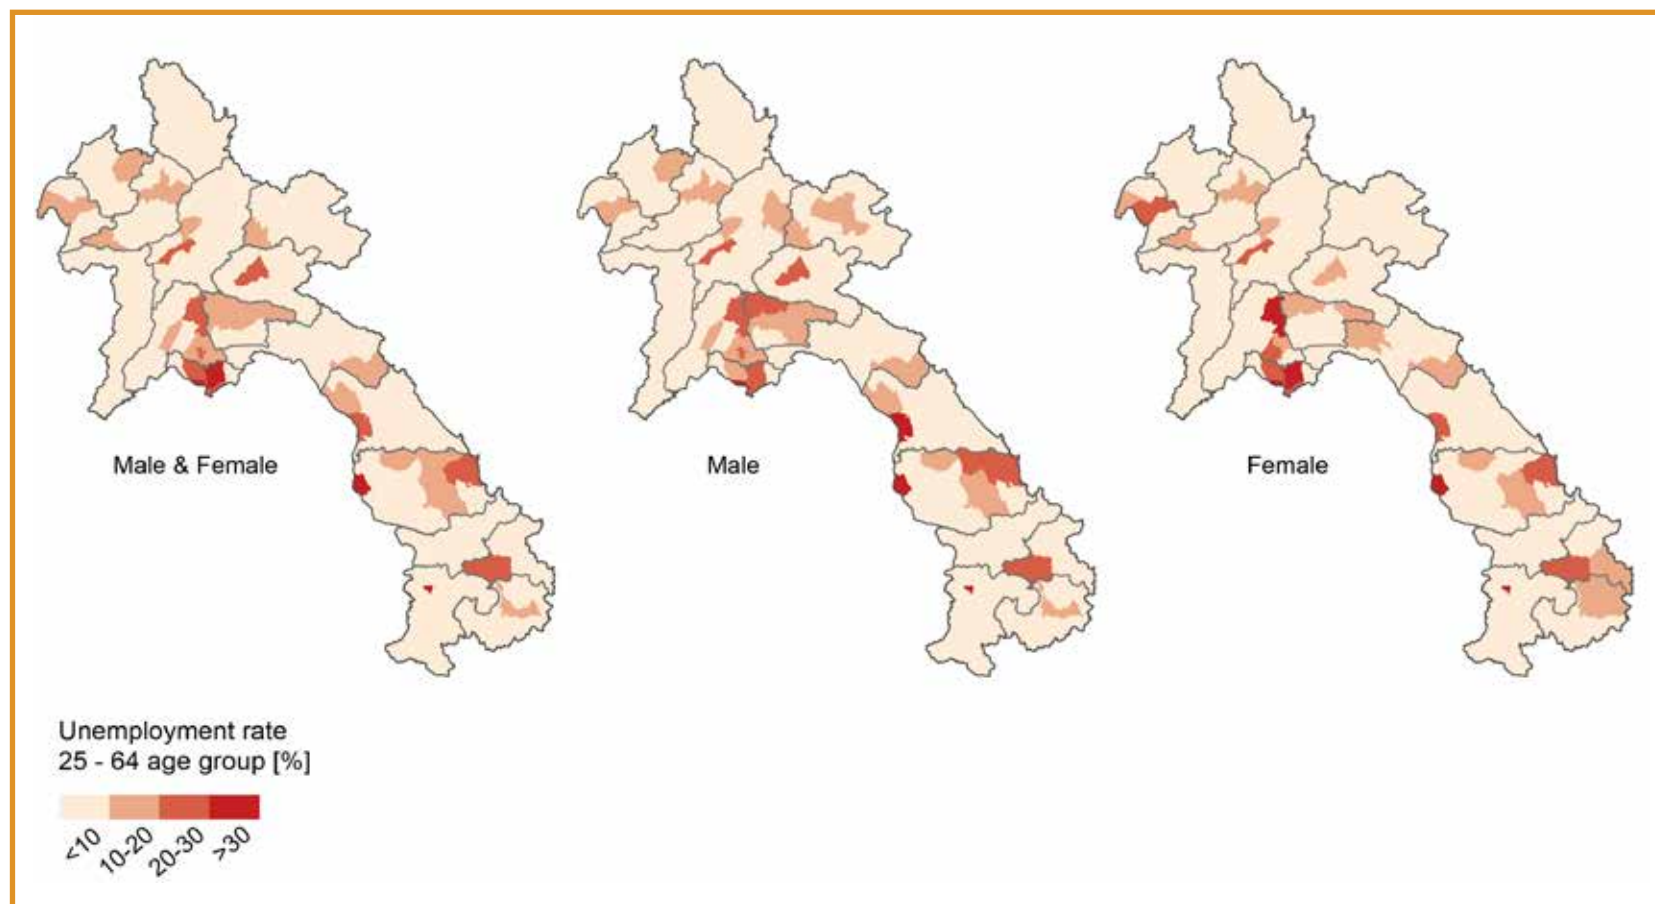 Male & Female
Male
Female
Unemployment rate
25 - 64 age group [%]
<10
10-20
20-30
>30